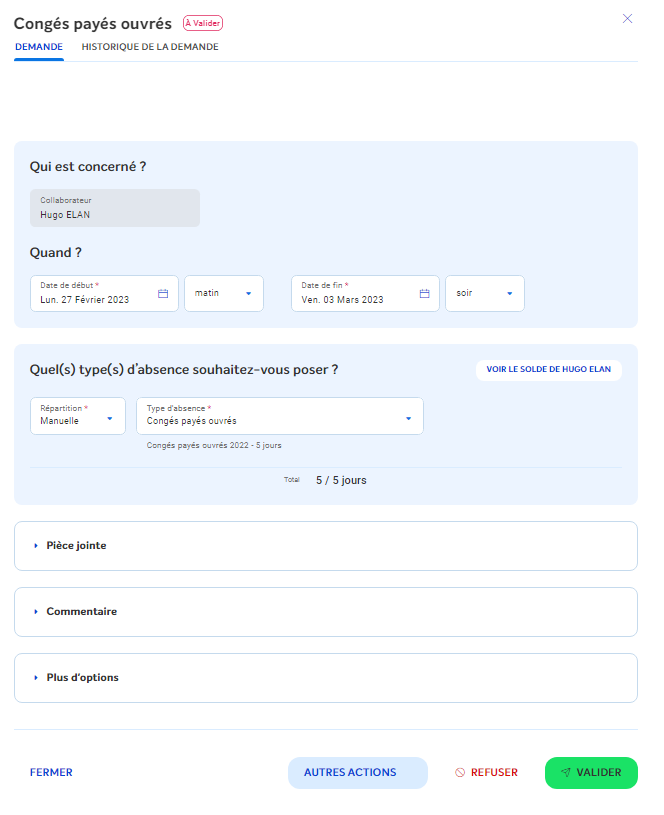 Congés payés ouvrés À Valider
DEMANDE HISTORIQUE DE LA DEMANDE
Qui est concerné ?
Collaborateur
Hugo ELAN
Quand ?
Date de début * Date de fin *
Lun. 27 Février 2023 matin Ven. 03 Mars 2023 soir
Quel(s) type(s) d'absence souhaitez-vous poser ? VOIR LE SOLDE DE HUGO ELAN
Répartition * Type d'absence *
Manuelle Congés payés ouvrés
Congés payés ouvrés 2022 - 5 jours
Total 5 / 5 jours
Pièce jointe
Commentaire
Plus d'options
FERMER AUTRES ACTIONS REFUSER VALIDER